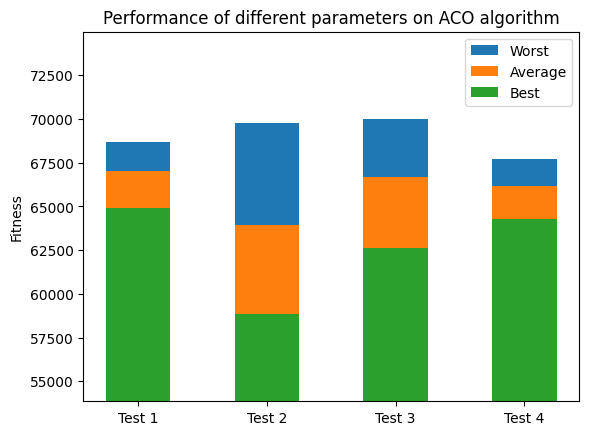 Performance of different parameters on ACO algorithm
Worst
Average
Best
72500
70000
67500
65000
62500
60000
57500
55000
Fitness
Test 1
Test 2
Test 3
Test 4